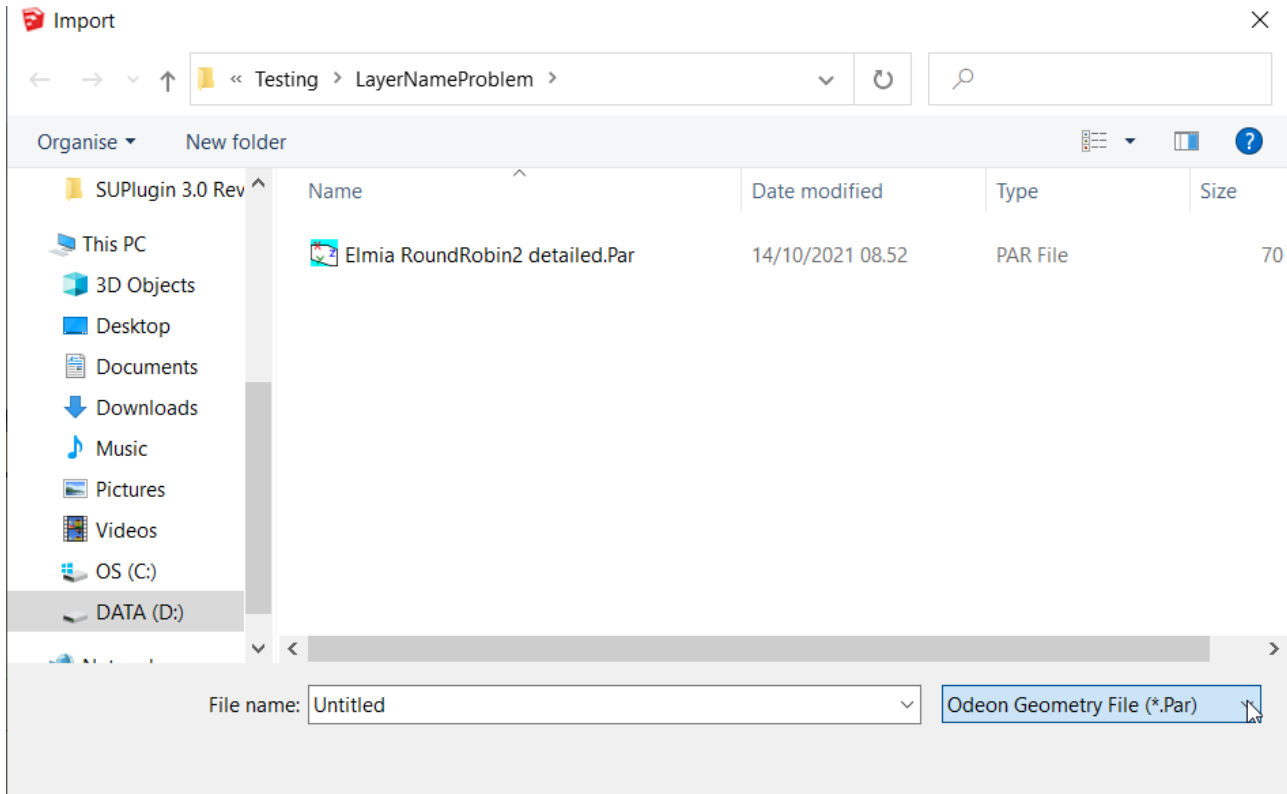 Import
« Testing > LayerNameProblem >
Organise New folder
SUPlugin 3.0 Rev
Name Date modified Type Size
This PC
Elmia RoundRobin2 detailed.Par 14/10/2021 08.52 PAR File 70
3D Objects
Desktop
Documents
Downloads
Music
Pictures
Videos
OS (C:)
DATA (D:)
File name: Untitled Odeon Geometry File (*.Par)